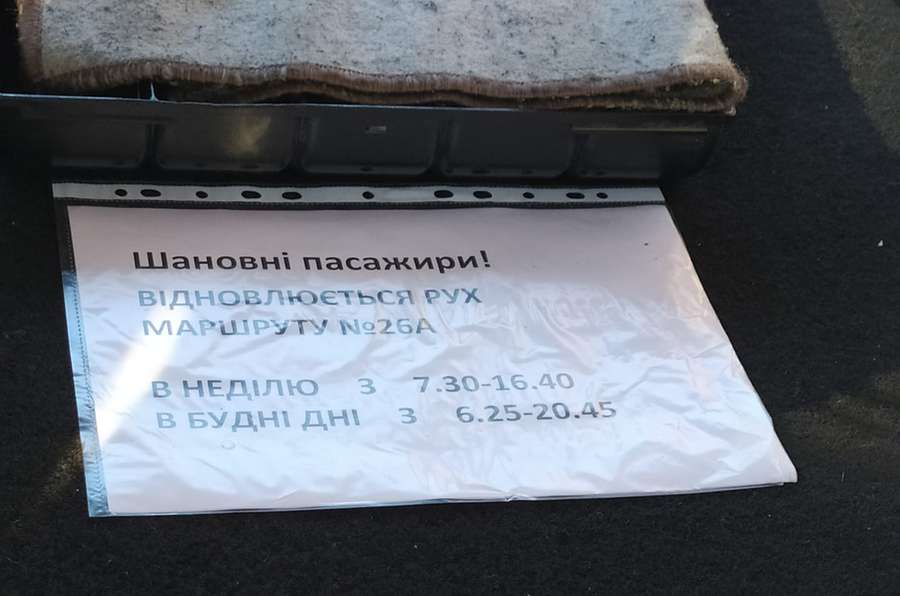 Шановні пасажири!
ВІДНОВЛЮЄТЬСЯ РУХ
МАРШРУТУ №26А
В НЕДІЛЮ З 7.30-16.40
В БУДНІ ДНІ З 6.25-20.45